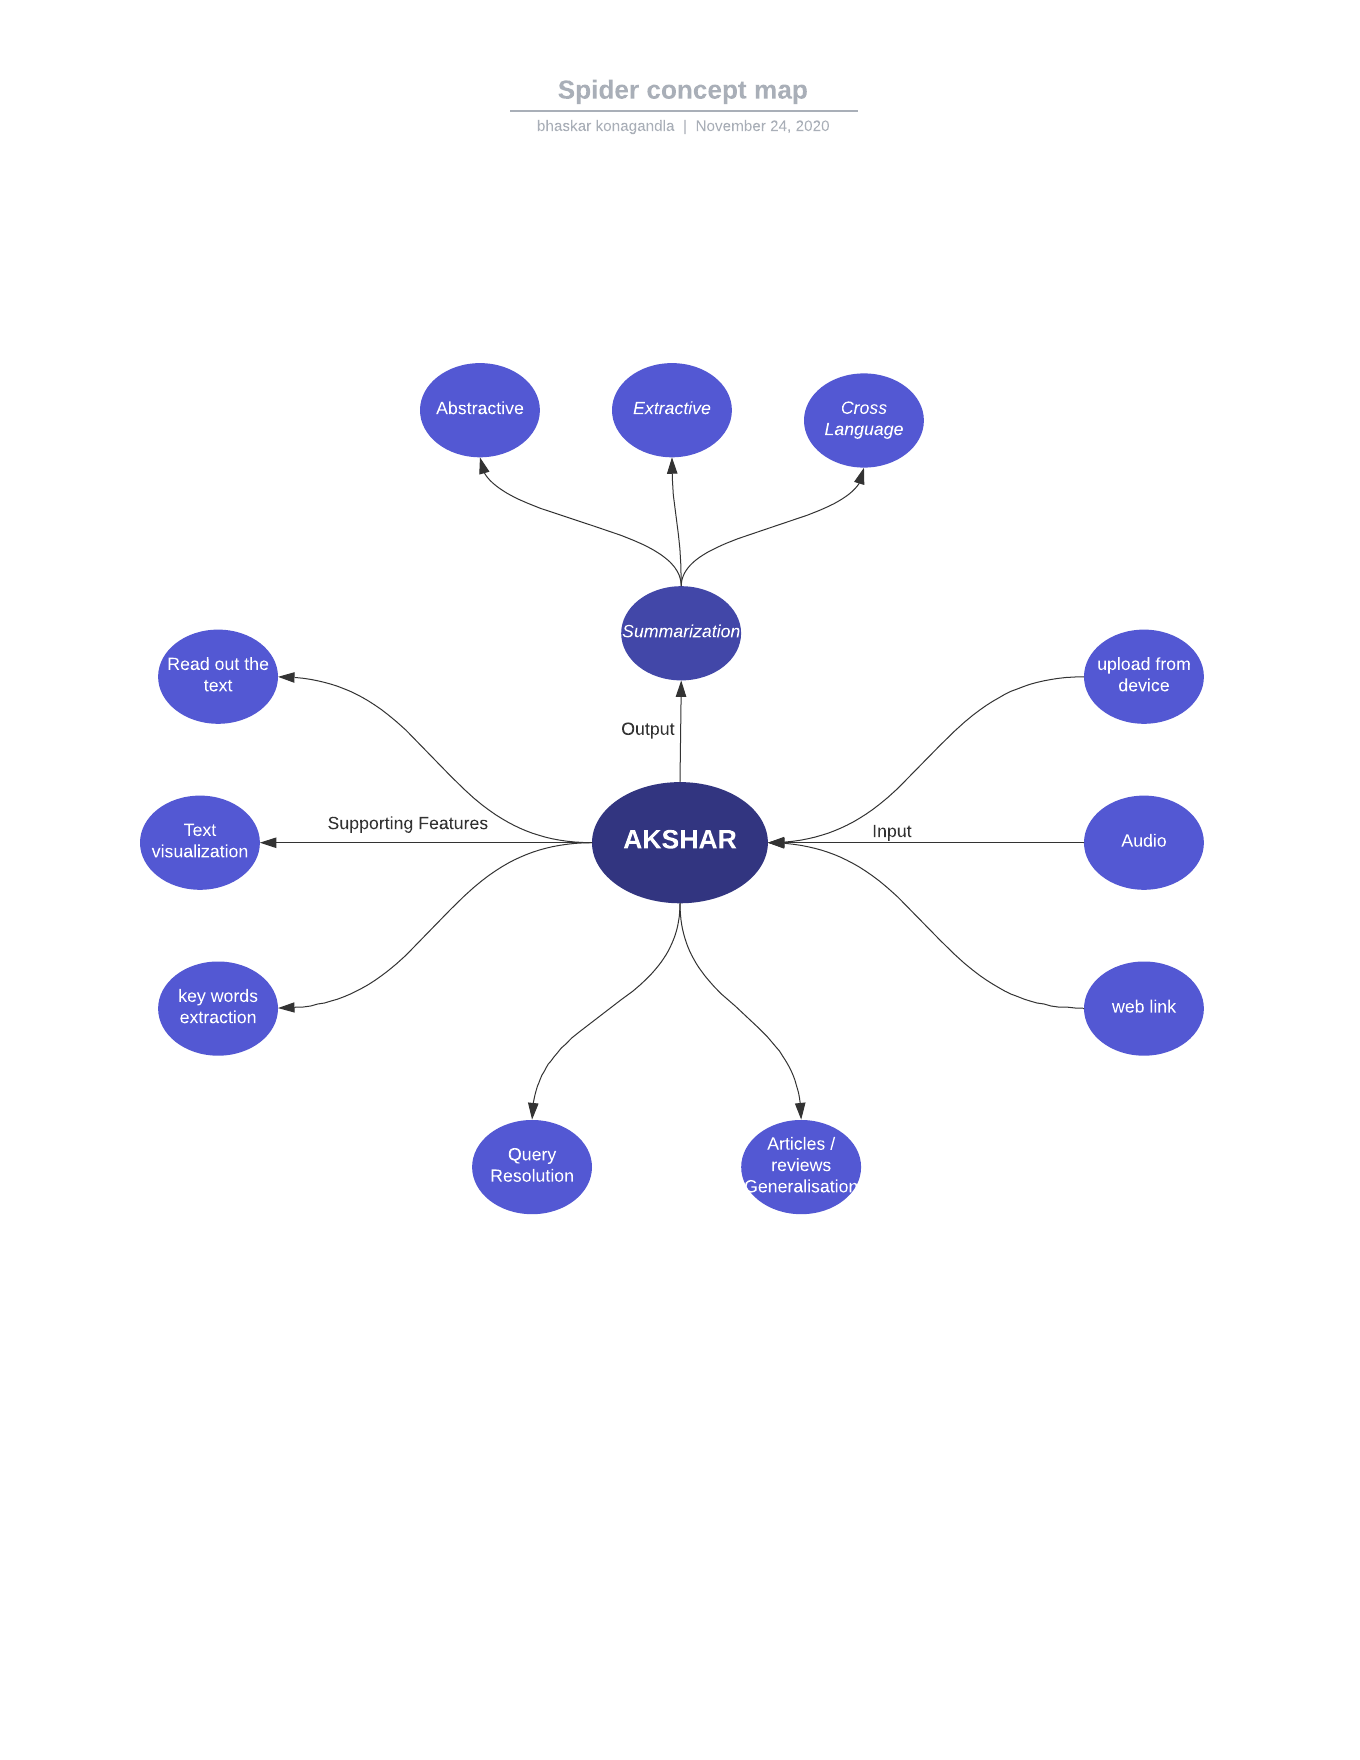 Spider concept map
bhaskar konagandla | November 24, 2020
Abstractive
Extractive
Cross
Language
Summarization
Read out the
text
upload from
device
Output
Supporting Features
Text
visualization
AKSHAR
Input
Audio
key words
extraction
web link
Query
Resolution
Articles /
reviews
Generalisation